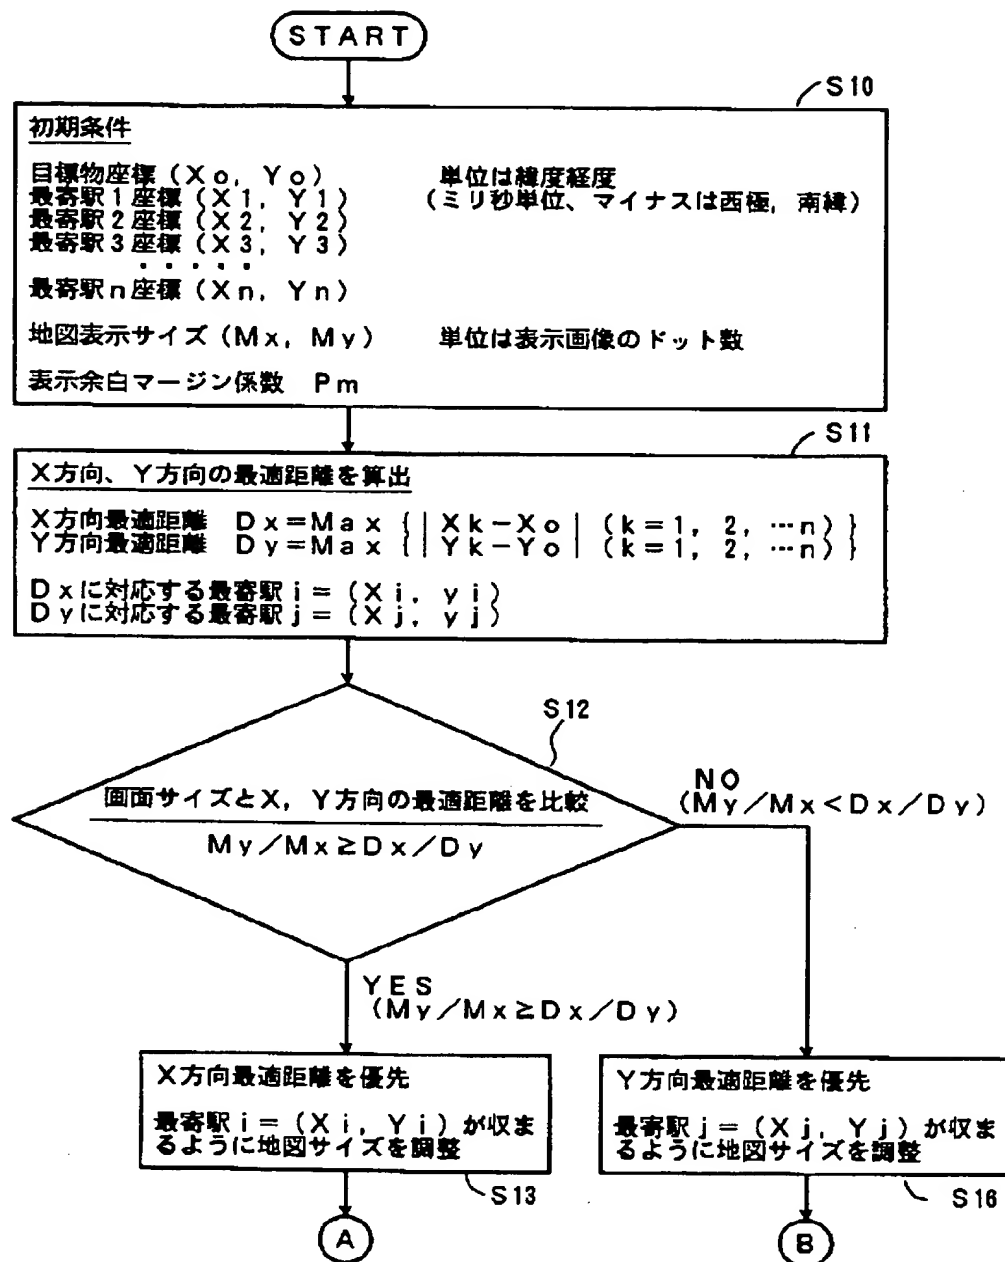 START
S10
初期条件
目標物座標(Xo, Yo) 単位は緯度経度
最寄駅1座標(X1, Y1) (ミリ秒単位、マイナスは西極, 南緯)
最寄駅2座標(X2, Y2)
最寄駅3座標(X3, Y3)
・・・・・
最寄駅n座標(Xn, Yn)
地図表示サイズ(Mx, My) 単位は表示画像のドット数
表示余白マージン係数 Pm
S11
X方向、Y方向の最適距離を算出
X方向最適距離 Dx=Max{|Xk-Xo|(k=1, 2, …n)}
Y方向最適距離 Dy=Max{|Yk-Yo|(k=1, 2, …n)}
Dxに対応する最寄駅i=(Xi, yi)
Dyに対応する最寄駅j=(Xj, yj)
S12
画面サイズとX, Y方向の最適距離を比較
My/Mx≧Dx/Dy
NO
(My/Mx<Dx/Dy)
YES
(My/Mx≧Dx/Dy)
X方向最適距離を優先
最寄駅i=(Xi, Yi)が収ま
るように地図サイズを調整
S13
A
Y方向最適距離を優先
最寄駅j=(Xj, Yj)が収ま
るように地図サイズを調整
S16
B